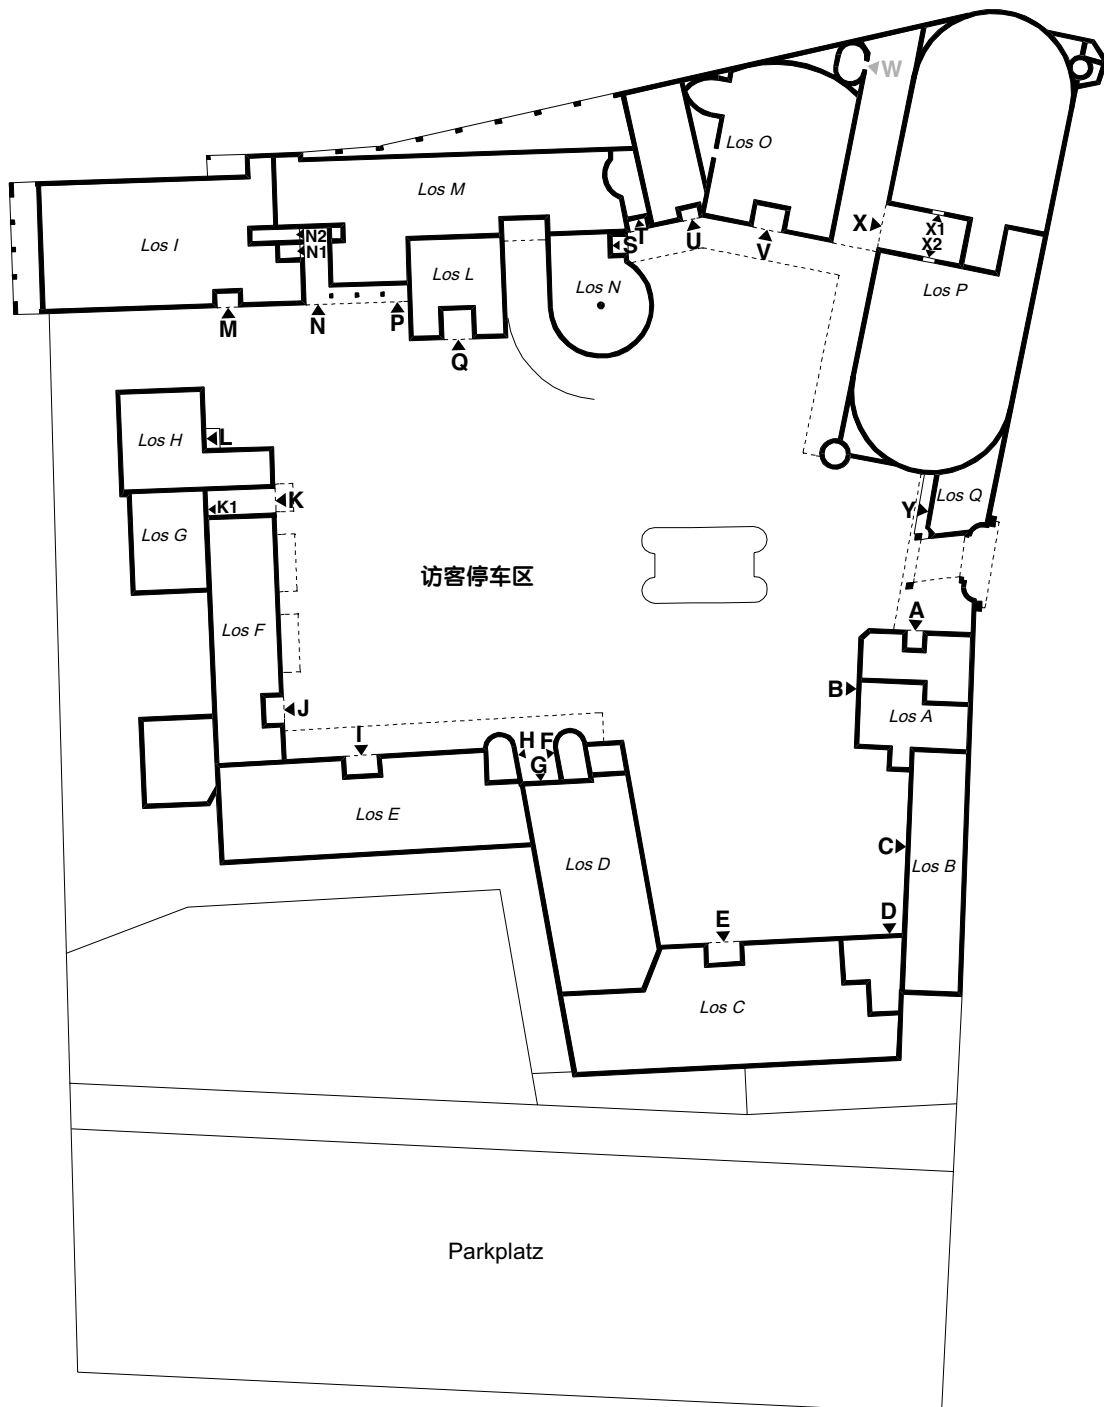 W
Los O
Los M
X
X1
X2
T
U
S
V
N2
N1
Los I
Los L
Los N
Los P
M
N
P
Q
Los H
L
K
K1
Los G
Los Q
Y
访客停车区
A
Los F
B
Los A
J
I
H
F
G
Los E
C
Los D
Los B
D
E
Los C
Parkplatz